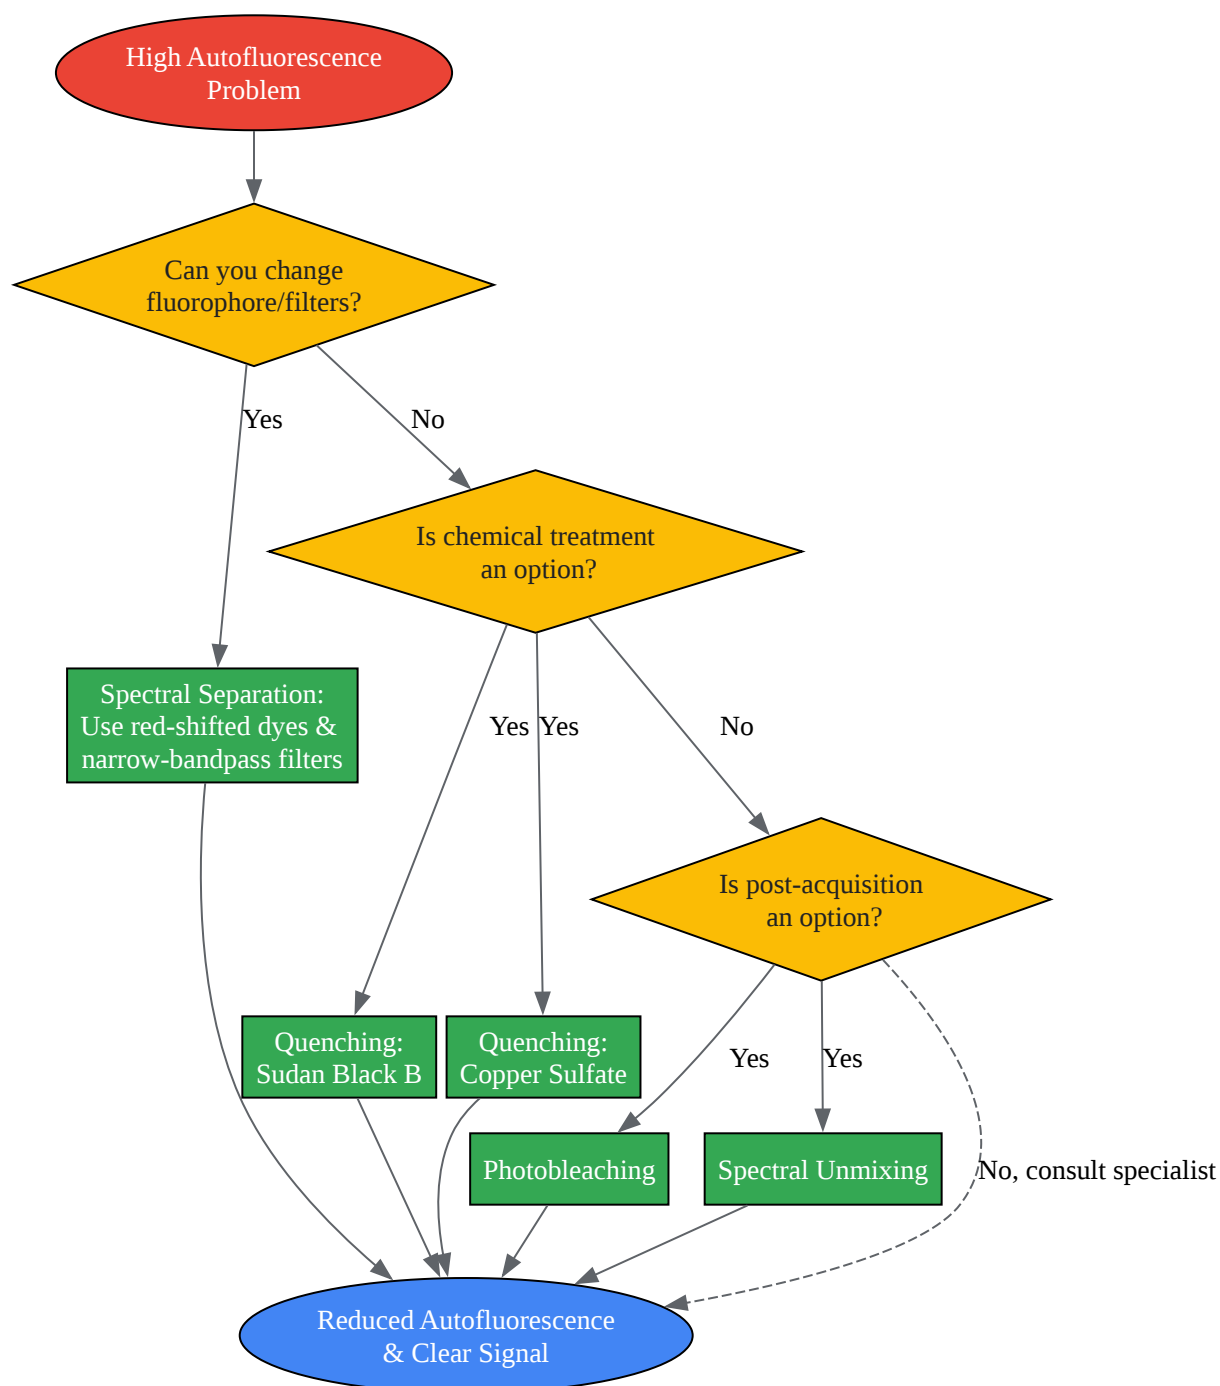 High Autofluorescence
Problem
Can you change
fluorophore/filters?
Yes
No
Is chemical treatment
an option?
Spectral Separation:
Use red-shifted dyes &
narrow-bandpass filters
Yes
Yes
No
Is post-acquisition
an option?
Quenching:
Sudan Black B
Quenching:
Copper Sulfate
Yes
Yes
Photobleaching
Spectral Unmixing
No, consult specialist
Reduced Autofluorescence
& Clear Signal